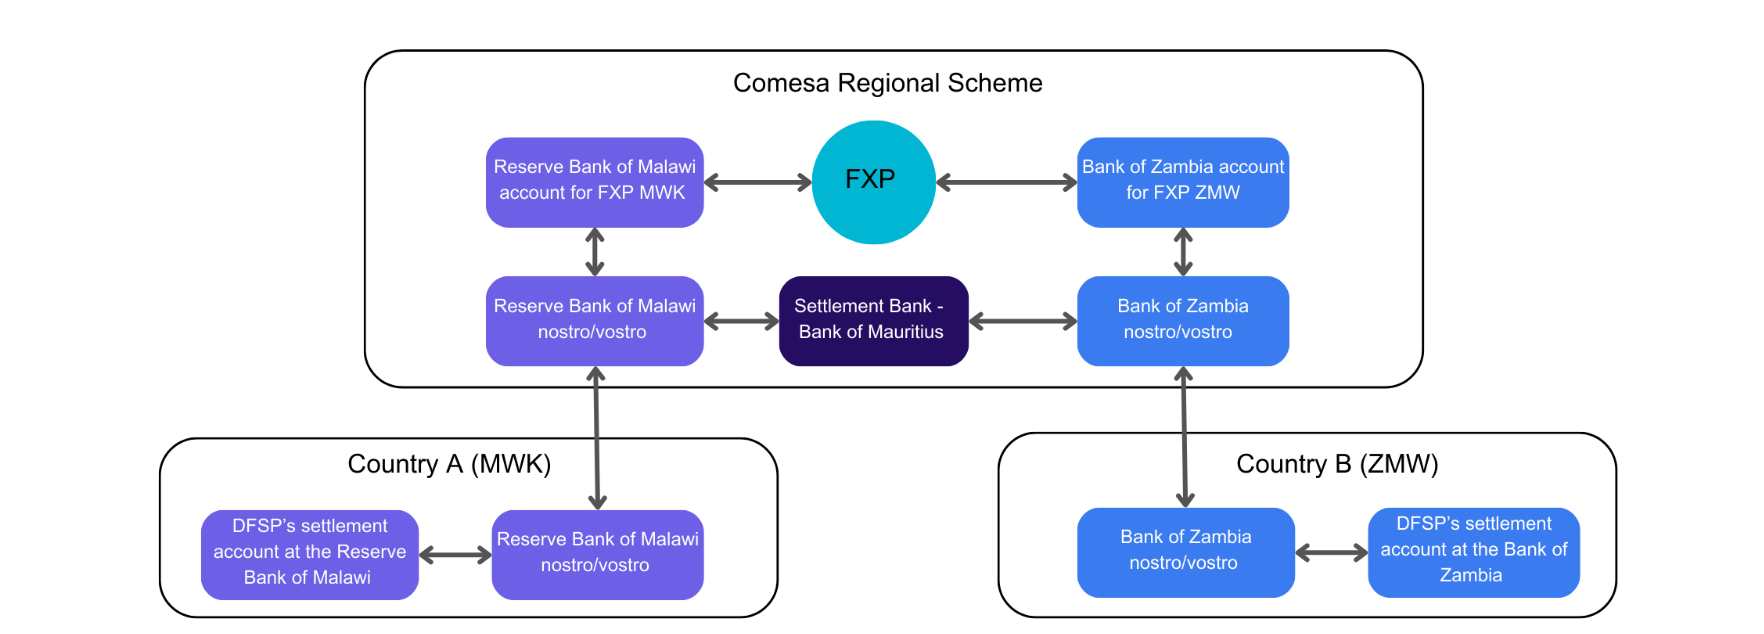 Comesa Regional Scheme
Reserve Bank of Malawi
account for FXP MWK
FXP
Bank of Zambia account
for FXP ZMW
Reserve Bank of Malawi
nostro/vostro
Settlement Bank -
Bank of Mauritius
Bank of Zambia
nostro/vostro
Country A (MWK)
DFSP’s settlement
account at the Reserve
Bank of Malawi
Reserve Bank of Malawi
nostro/vostro
Country B (ZMW)
Bank of Zambia
nostro/vostro
DFSP’s settlement
account at the Bank of
Zambia